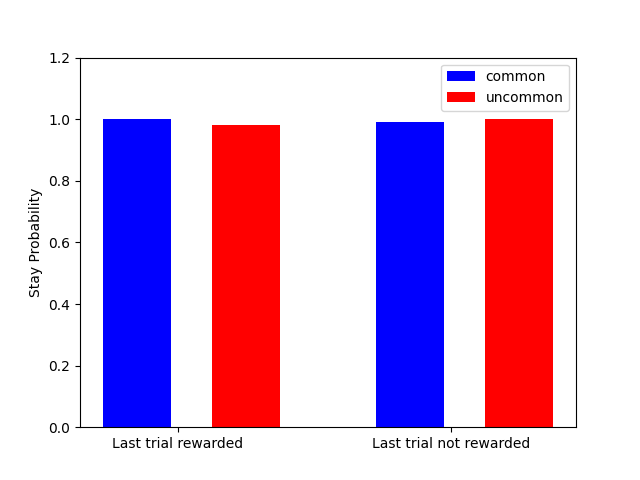 1.2
1.0
0.8
0.6
0.4
0.2
0.0
Stay Probability
common
uncommon
Last trial rewarded
Last trial not rewarded